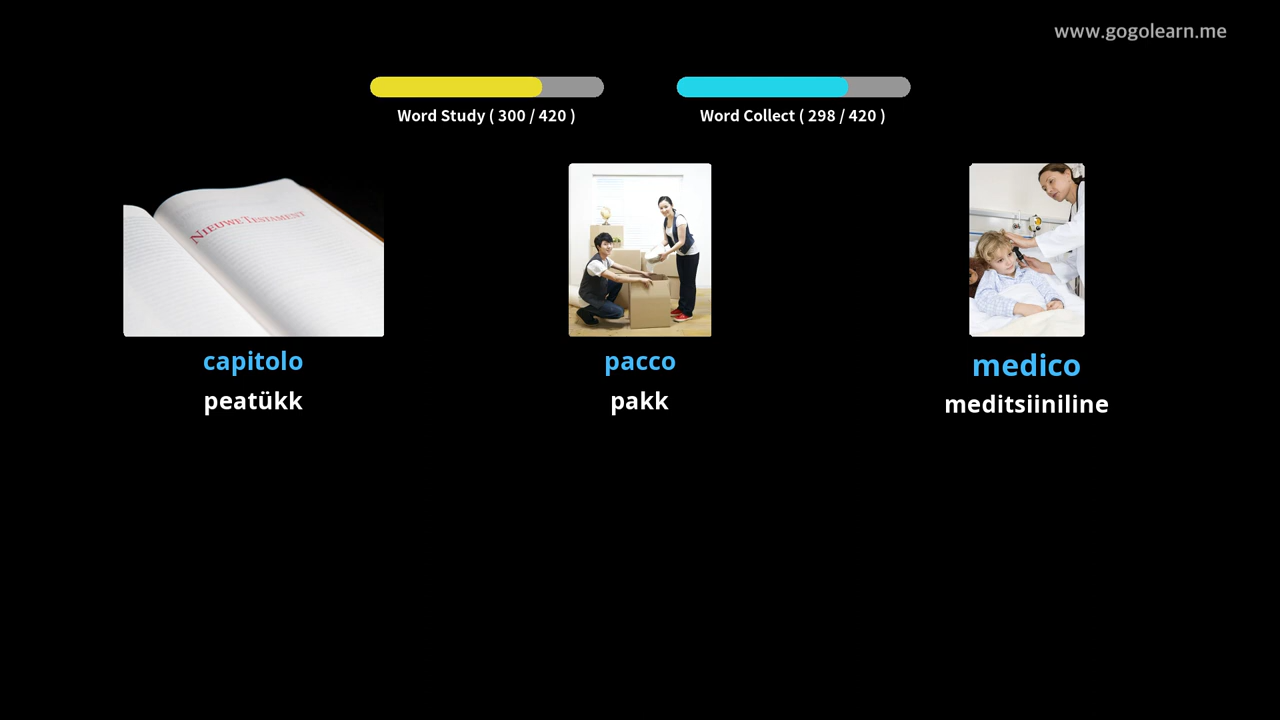 www.gogolearn.me
Word Study ( 300 / 420 )
Word Collect ( 298 / 420 )
NIEUWE TESTAMENT
capitolo
pacco
medico
peatükk
pakk
meditsiiniline